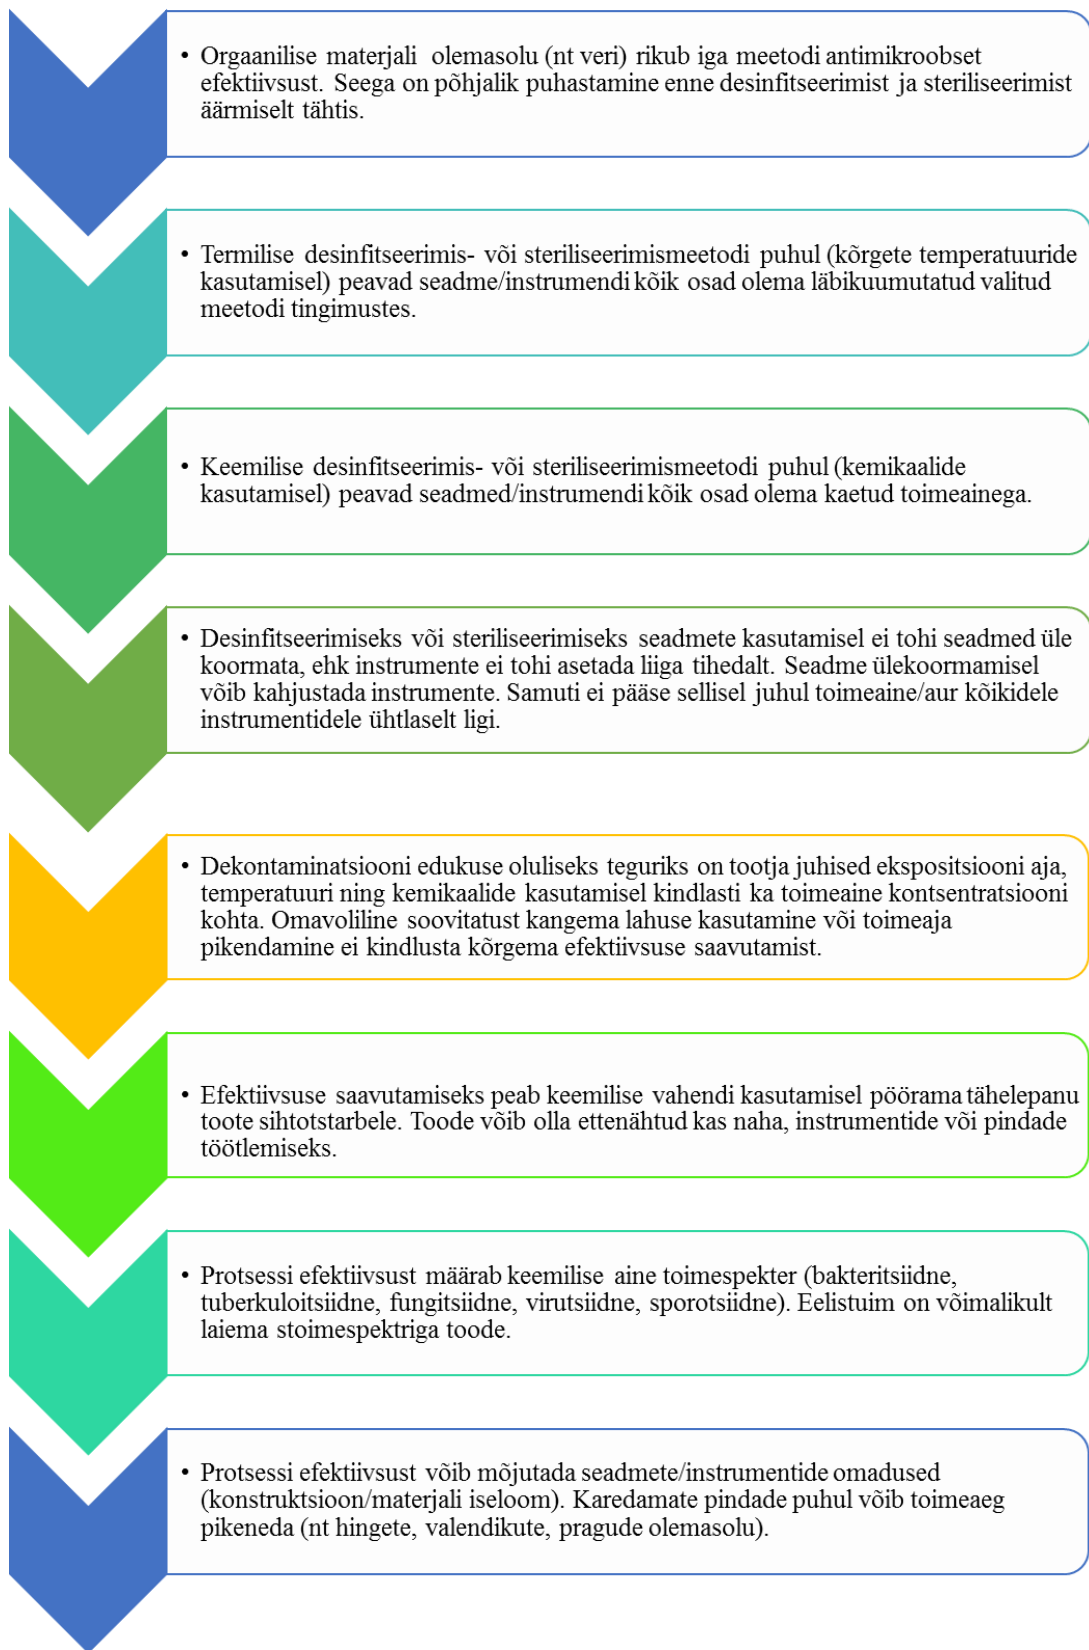 • Orgaanilise materjali olemasolu (nt veri) rikub iga meetodi antimikroobset
efektiivsust. Seega on põhjalik puhastamine enne desinfitseerimist ja steriliseerimist
äärmiselt tähtis.
• Termilise desinfitseerimis- või steriliseerimismeetodi puhul (kõrgete temperatuuride
kasutamisel) peavad seadme/instrumendi kõik osad olema läbikuumutatud valitud
meetodi tingimustes.
• Keemilise desinfitseerimis- või steriliseerimismeetodi puhul (kemikaalide
kasutamisel) peavad seadmed/instrumendi kõik osad olema kaetud toimeainega.
• Desinfitseerimiseks või steriliseerimiseks seadmete kasutamisel ei tohi seadmed üle
koormata, ehk instrumente ei tohi asetada liiga tihedalt. Seadme ülekoormamisel
võib kahjustada instrumente. Samuti ei pääse sellisel juhul toimeaine/aur kõikidele
instrumentidele ühtlaselt ligi.
• Dekontaminatsiooni edukuse oluliseks teguriks on tootja juhised ekspositsiooni aja,
temperatuuri ning kemikaalide kasutamisel kindlasti ka toimeaine kontsentratsiooni
kohta. Omavoliline soovitatust kangema lahuse kasutamine või toimeaja
pikendamine ei kindlusta kõrgema efektiivsuse saavutamist.
• Efektiivsuse saavutamiseks peab keemilise vahendi kasutamisel pöörama tähelepanu
toote sihtotstarbele. Toode võib olla ettenähtud kas naha, instrumentide või pindade
töötlemiseks.
• Protsessi efektiivsust määrab keemilise aine toimespekter (bakteritsiidne,
tuberkuloitsiidne, fungitsiidne, virutsiidne, sporotsiidne). Eelistuim on võimalikult
laiema stoimespektriga toode.
• Protsessi efektiivsust võib mõjutada seadmete/instrumentide omadused
(konstruktsioon/materjali iseloom). Karedamate pindade puhul võib toimeaeg
pikeneda (nt hingete, valendikute, pragude olemasolu).